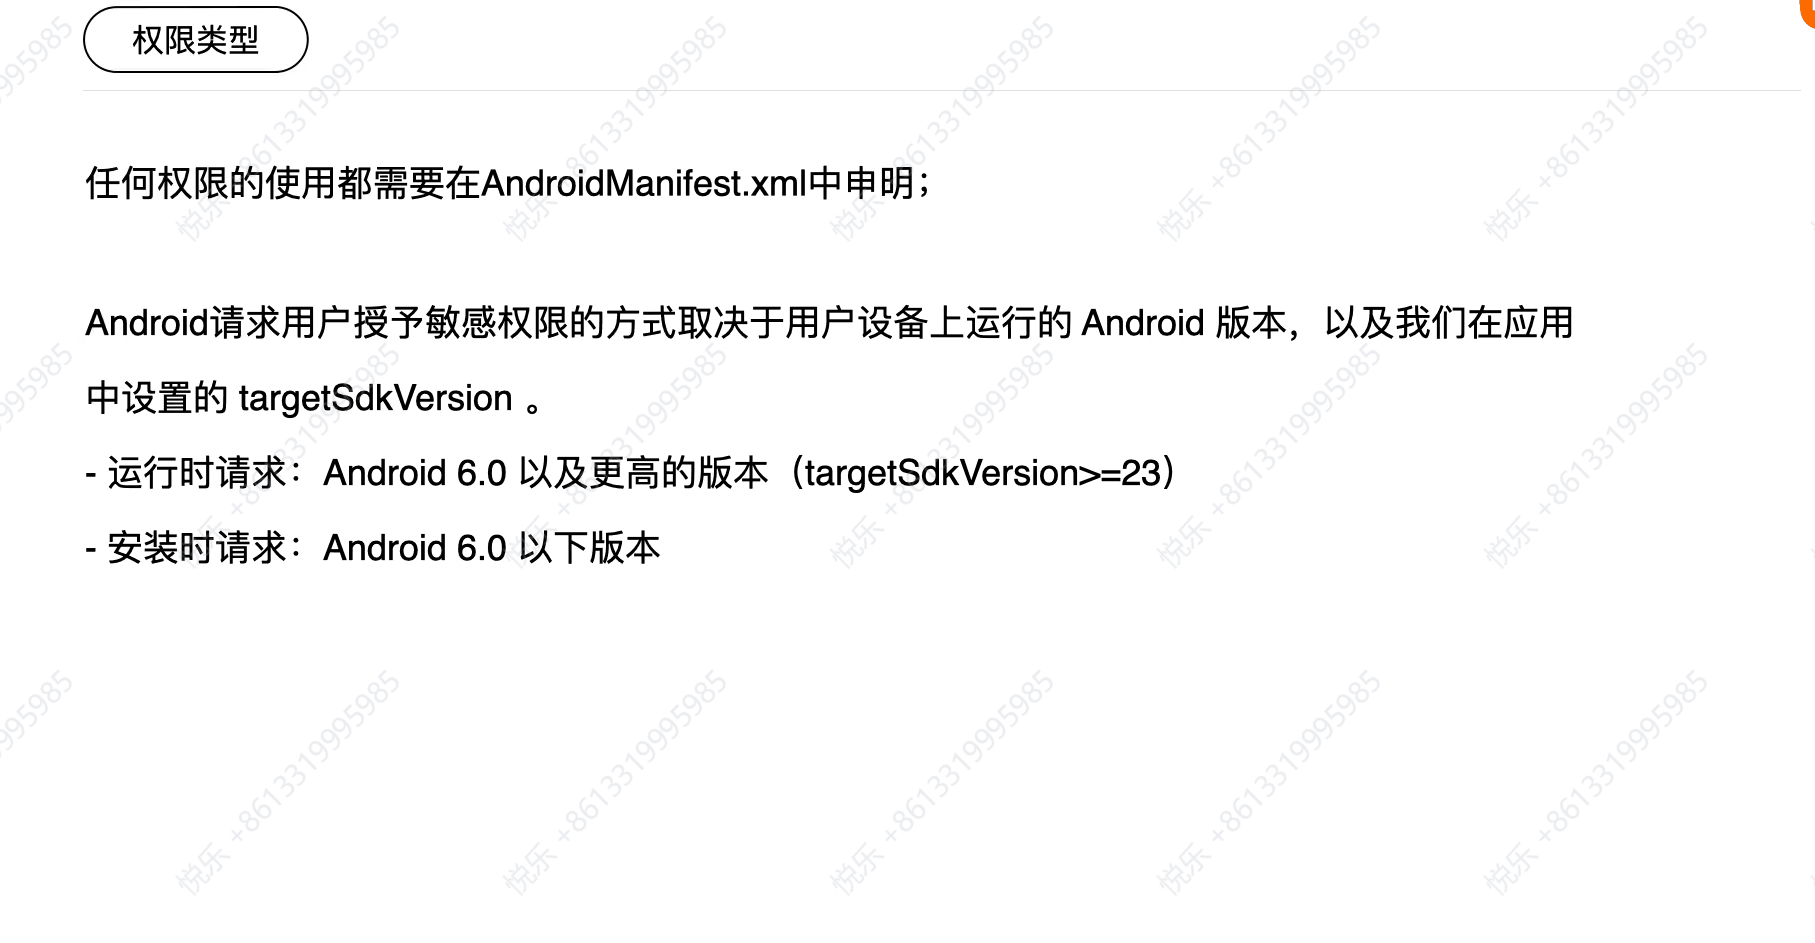 权限类型
任何权限的使用都需要在AndroidManifest.xml中申明；
Android请求用户授予敏感权限的方式取决于用户设备上运行的 Android 版本，以及我们在应用
中设置的 targetSdkVersion 。
- 运行时请求：Android 6.0 以及更高的版本（targetSdkVersion>=23）
- 安装时请求：Android 6.0 以下版本
悦乐 +8613319995985